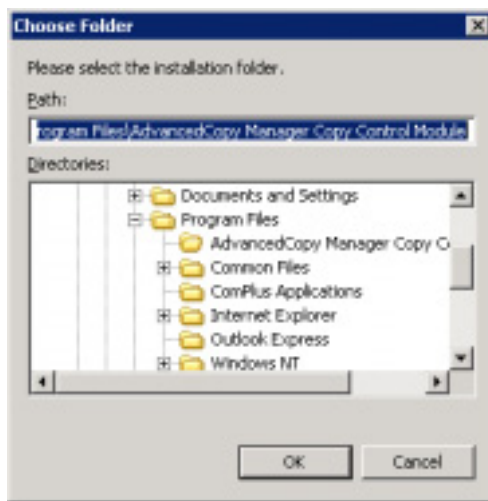 Choose Folder
Please select the installation folder.
Path:
rogram Files\AdvancedCopy Manager Copy Control Module
Directories:
Documents and Settings
Program Files
AdvancedCopy Manager Copy C
Common Files
ComPlus Applications
Internet Explorer
Outlook Express
Windows NT
OK Cancel